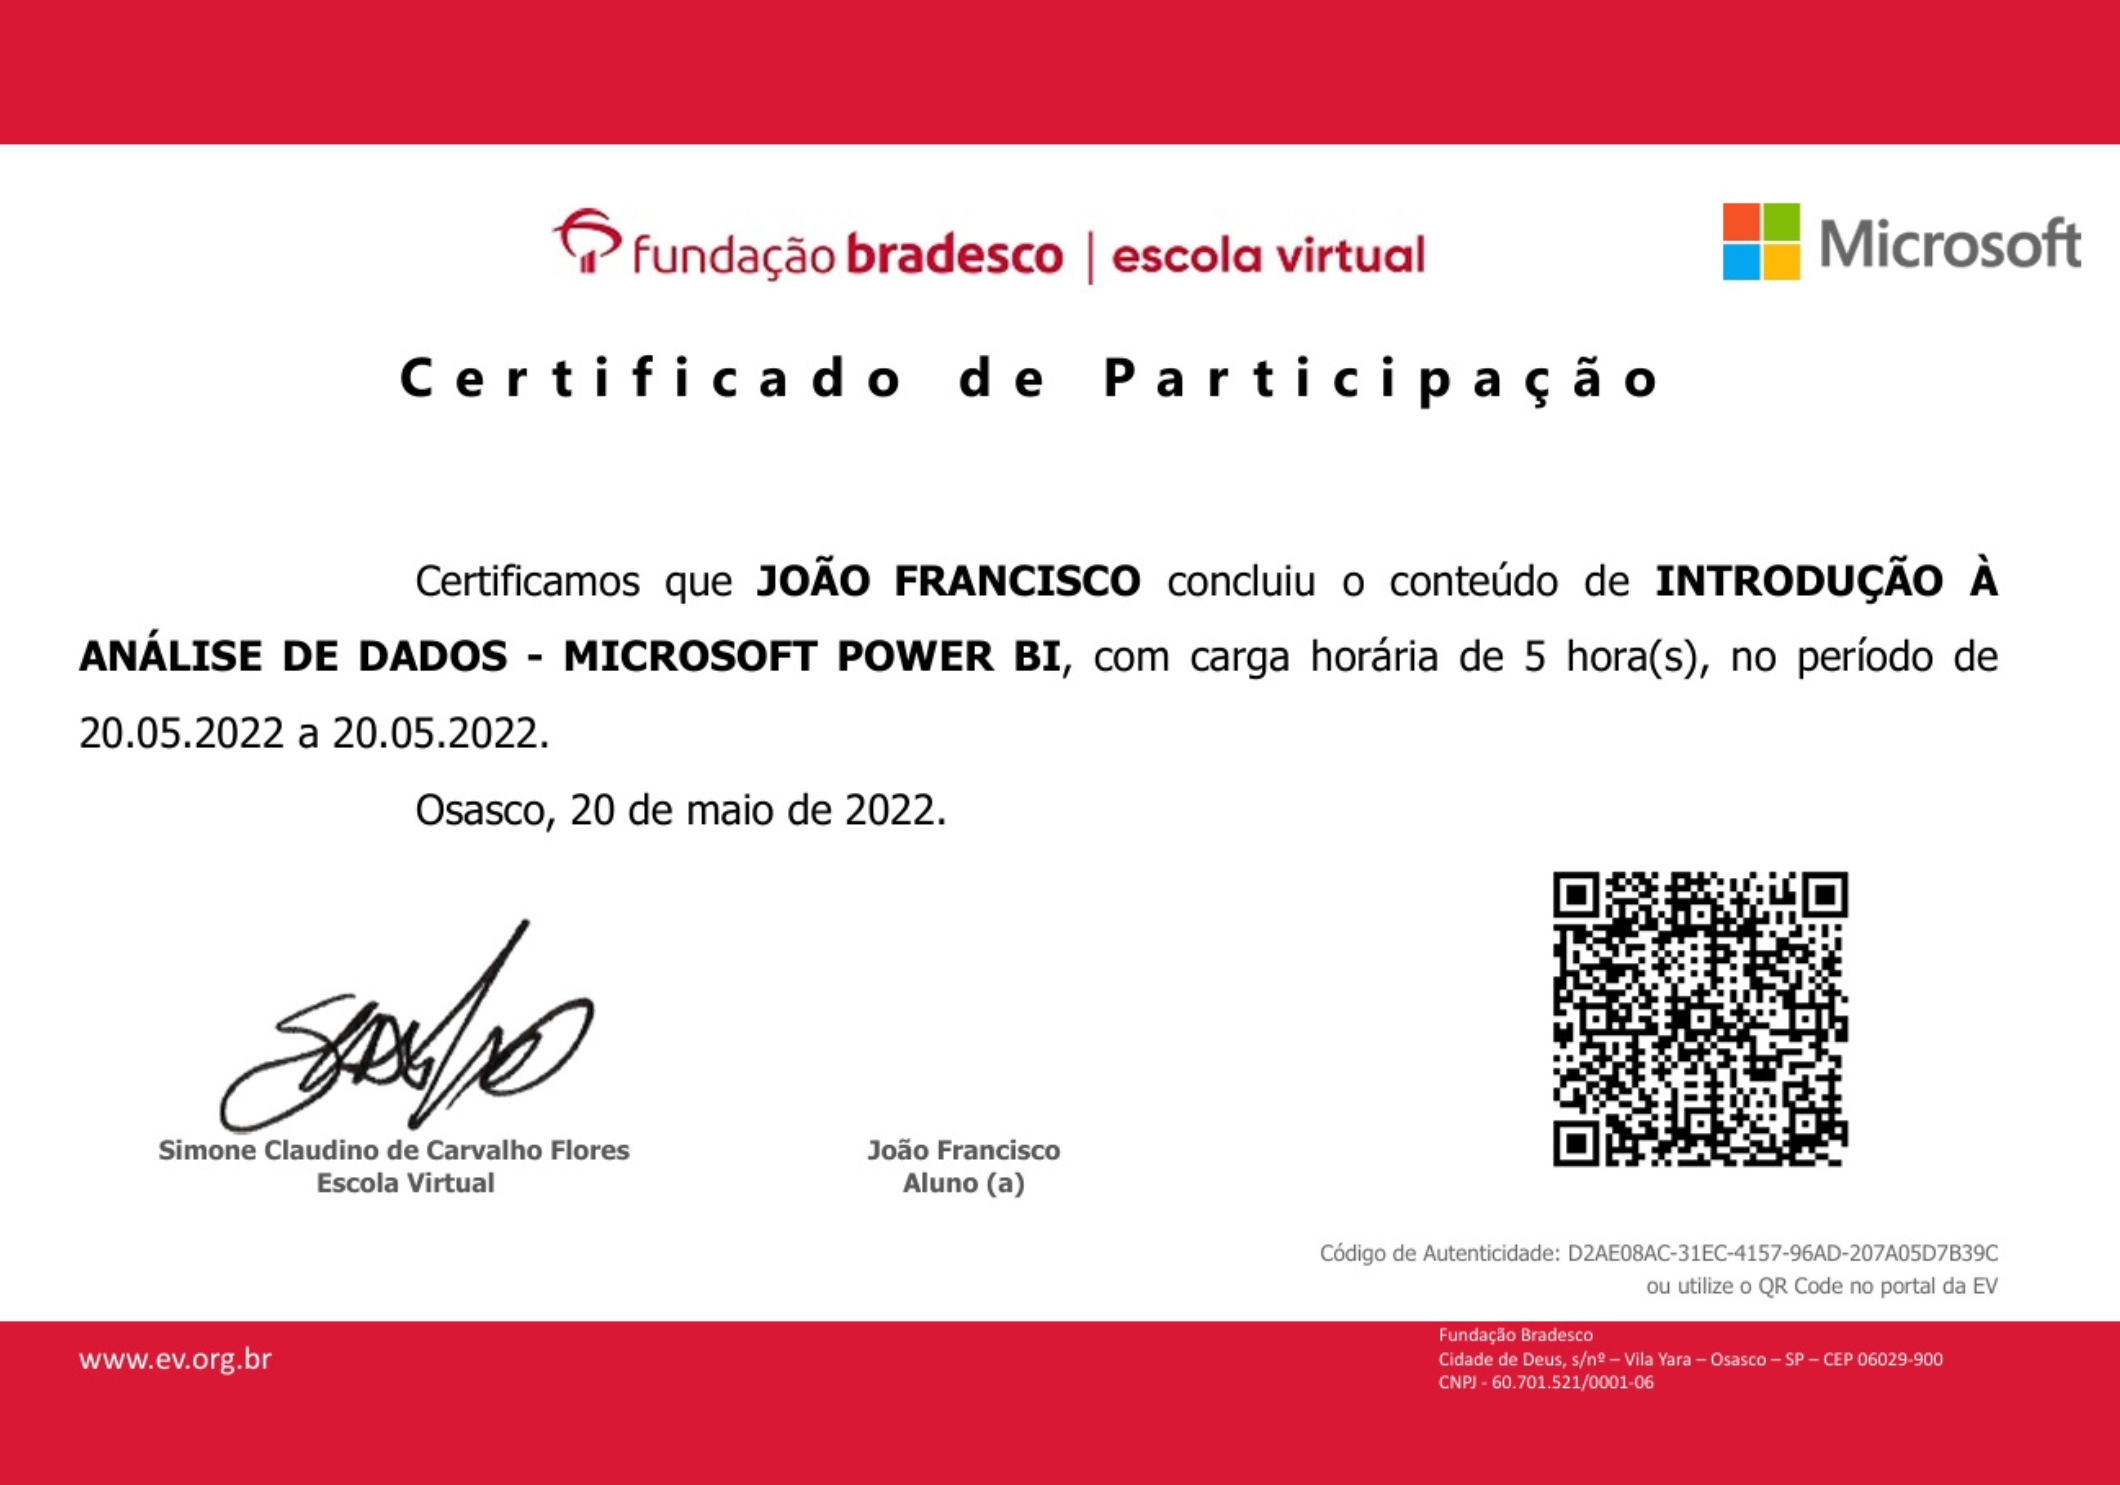 fundação bradesco | escola virtual
Microsoft
Certificado de Participação
Certificamos que JOÃO FRANCISCO concluiu o conteúdo de INTRODUÇÃO À
ANÁLISE DE DADOS - MICROSOFT POWER BI, com carga horária de 5 hora(s), no período de
20.05.2022 a 20.05.2022.
Osasco, 20 de maio de 2022.
Simone Claudino de Carvalho Flores
Escola Virtual
João Francisco
Aluno (a)
Código de Autenticidade: D2AE08AC-31EC-4157-96AD-207A05D7B39C
ou utilize o QR Code no portal da EV
www.ev.org.br
Fundação Bradesco
Cidade de Deus, s/nº – Vila Yara – Osasco – SP – CEP 06029-900
CNPJ - 60.701.521/0001-06